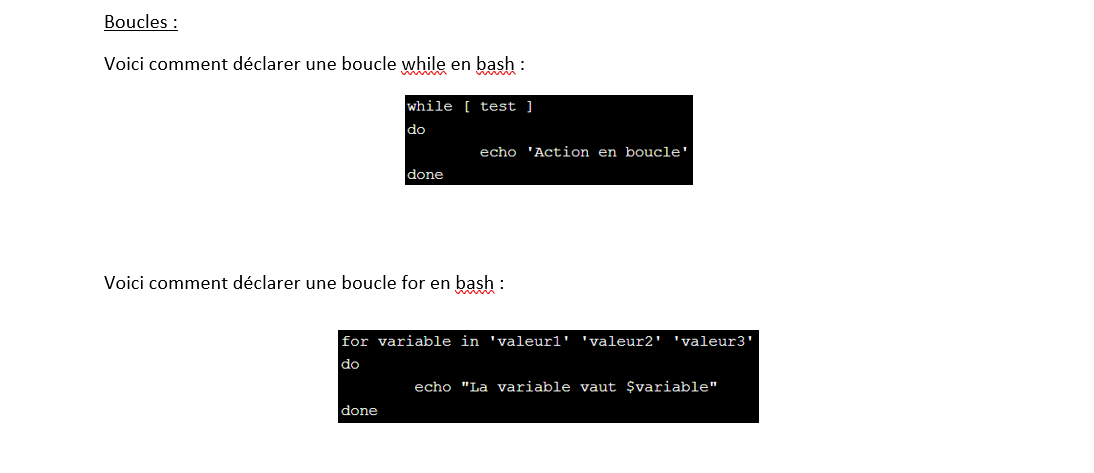 Boucles :
Voici comment déclarer une boucle while en bash :
while [ test ]
do
        echo 'Action en boucle'
done
Voici comment déclarer une boucle for en bash :
for variable in 'valeur1' 'valeur2' 'valeur3'
do
        echo "La variable vaut $variable"
done